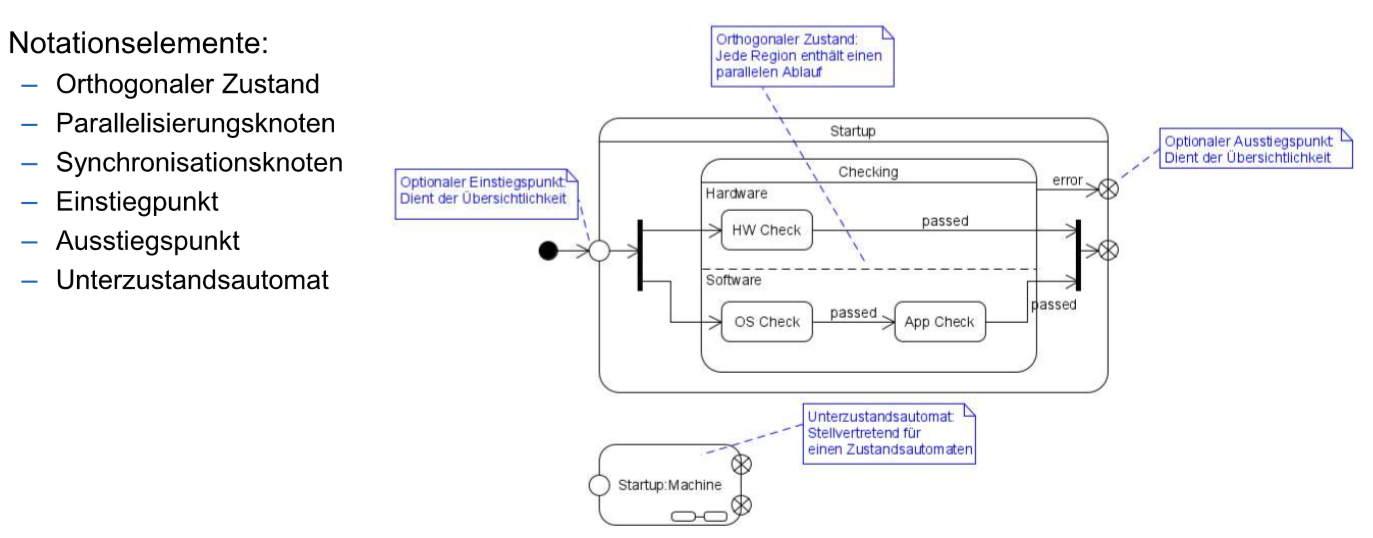 Notationselemente:
– Orthogonaler Zustand
– Parallelisierungsknoten
– Synchronisationsknoten
– Einstiegpunkt
– Ausstiegspunkt
– Unterzustandsautomat
Orthogonaler Zustand:
Jede Region enthält einen
parallelen Ablauf
Optionaler Einstiegspunkt:
Dient der Übersichtlichkeit
Optionaler Ausstiegspunkt
Dient der Übersichtlichkeit
Startup
Checking
Hardware
error
HW Check
passed
Software
OS Check
passed
App Check
passed
Unterzustandsautomat:
Stellvertretend für
einen Zustandsautomaten
Startup:Machine